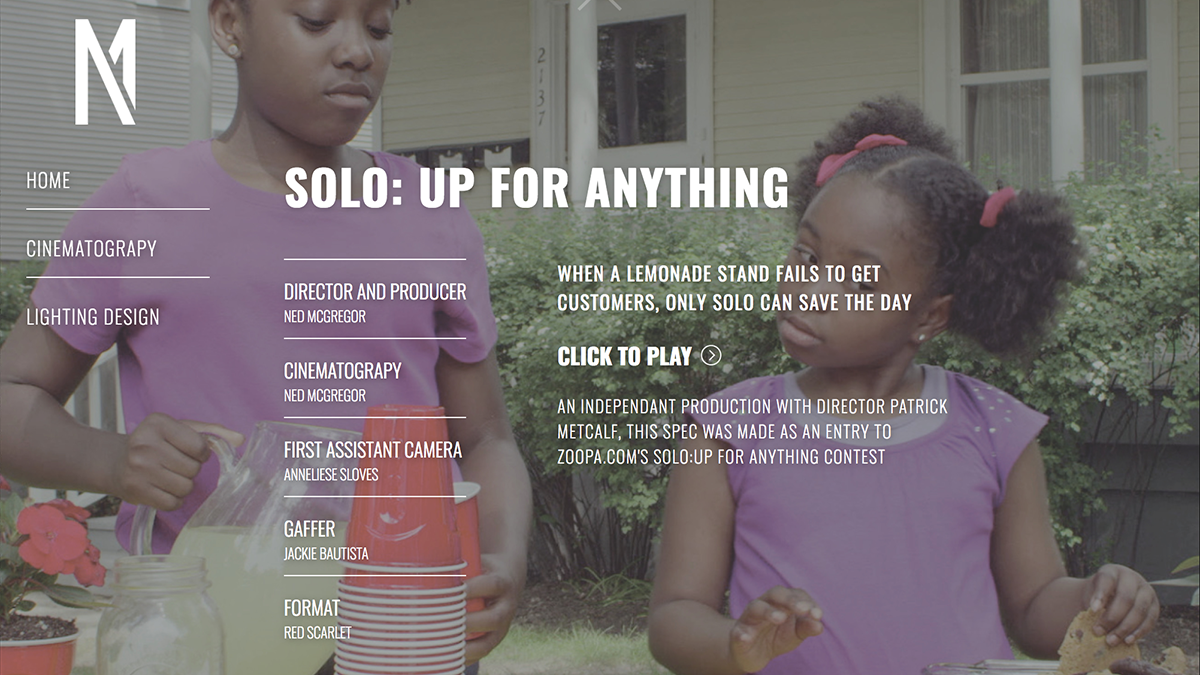 NM
HOME
CINEMATOGRAPY
LIGHTING DESIGN
2137
SOLO: UP FOR ANYTHING
DIRECTOR AND PRODUCER
NED MCGREGOR
CINEMATOGRAPY
NED MCGREGOR
FIRST ASSISTANT CAMERA
ANNELIESE SLOVES
GAFFER
JACKIE BAUTISTA
FORMAT
RED SCARLET
WHEN A LEMONADE STAND FAILS TO GET
CUSTOMERS, ONLY SOLO CAN SAVE THE DAY
CLICK TO PLAY
AN INDEPENDANT PRODUCTION WITH DIRECTOR PATRICK
METCALF, THIS SPEC WAS MADE AS AN ENTRY TO
ZOOPA.COM'S SOLO:UP FOR ANYTHING CONTEST